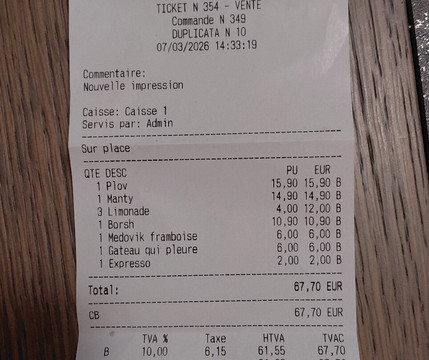 TICKET N 354 - VENTE
Commande N 349
DUPLICATA N 10
07/03/2026 14:33:19
Commentaire:
Nouvelle impression
Caisse: Caisse 1
Servis par: Admin
Sur place
QTE DESC PU EUR
1 Plov 15,90 15,90 B
1 Manty 14,90 14,90 B
3 Limonade 4,00 12,00 B
1 Borsh 10,90 10,90 B
1 Medovik framboise 6,00 6,00 B
1 Gateau qui pleure 6,00 6,00 B
1 Expresso 2,00 2,00 B
Total: 67,70 EUR
CB 67,70 EUR
TVA % Taxe HTVA TVAC
B 10,00 6,15 61,55 67,70